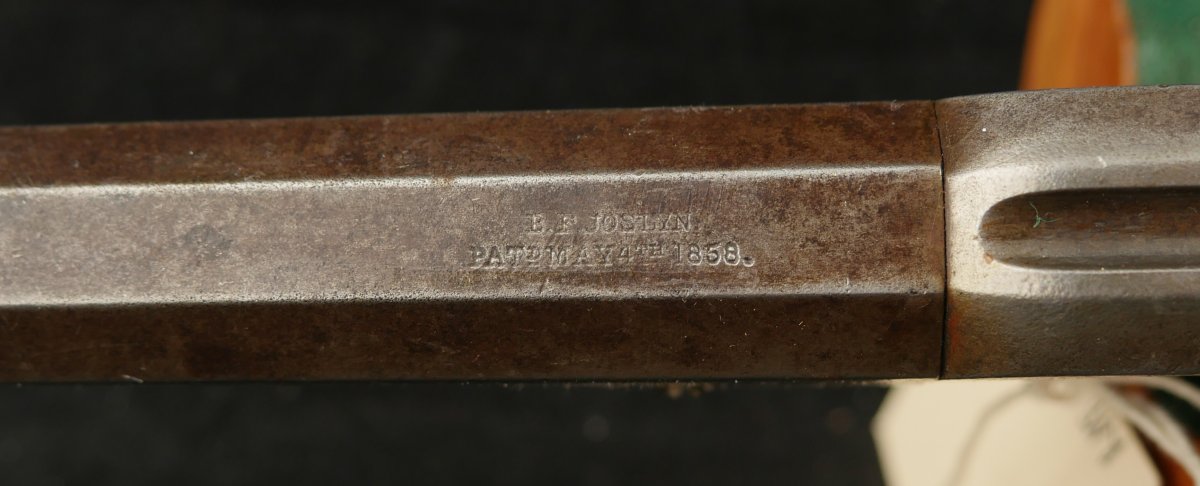 B. F. JOSLYN.
PATD MAY 4TH 1858.